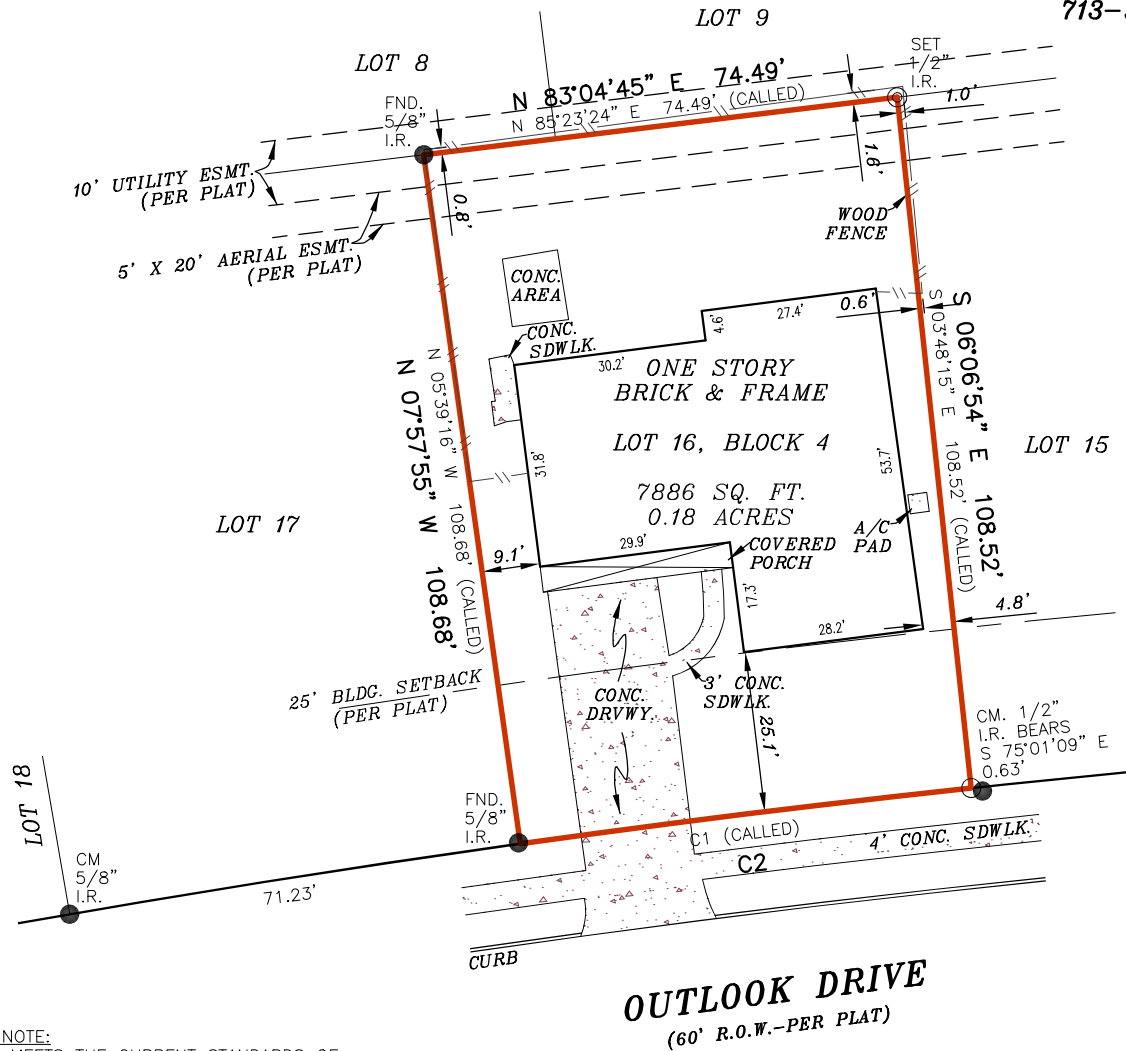 713-
LOT 9
LOT 8
SET
1/2"
I.R.
N 83°04'45" E 74.49'
N 85°23'24" E 74.49' (CALLED)
FND.
5/8"
I.R.
1.0'
1.6'
0.8'
10' UTILITY ESMT.
(PER PLAT)
5' X 20' AERIAL ESMT.
(PER PLAT)
WOOD
FENCE
CONC.
AREA
CONC.
SDWLK.
27.4'
4.6'
0.6'
30.2'
ONE STORY
BRICK & FRAME
LOT 16, BLOCK 4
7886 SQ. FT.
0.18 ACRES
S 06°06'54" E 108.52'
S 03°48'15" E 108.52' (CALLED)
N 07°57'55" W 108.68'
N 05°39'16" W 108.68' (CALLED)
31.8'
53.7'
LOT 15
LOT 17
A/C
PAD
29.9'
COVERED
PORCH
9.1'
17.3'
28.2'
4.8'
25' BLDG. SETBACK
(PER PLAT)
CONC.
DRVWY.
3' CONC.
SDWLK.
25.1'
CM. 1/2"
I.R. BEARS
S 75°01'09" E
0.63'
FND.
5/8"
I.R.
LOT 18
CM
5/8"
I.R.
71.23'
C1 (CALLED)
C2
4' CONC. SDWLK.
CURB
OUTLOOK DRIVE
(60' R.O.W.-PER PLAT)
NOTE:
MEETS THE CURRENT STANDARDS OF